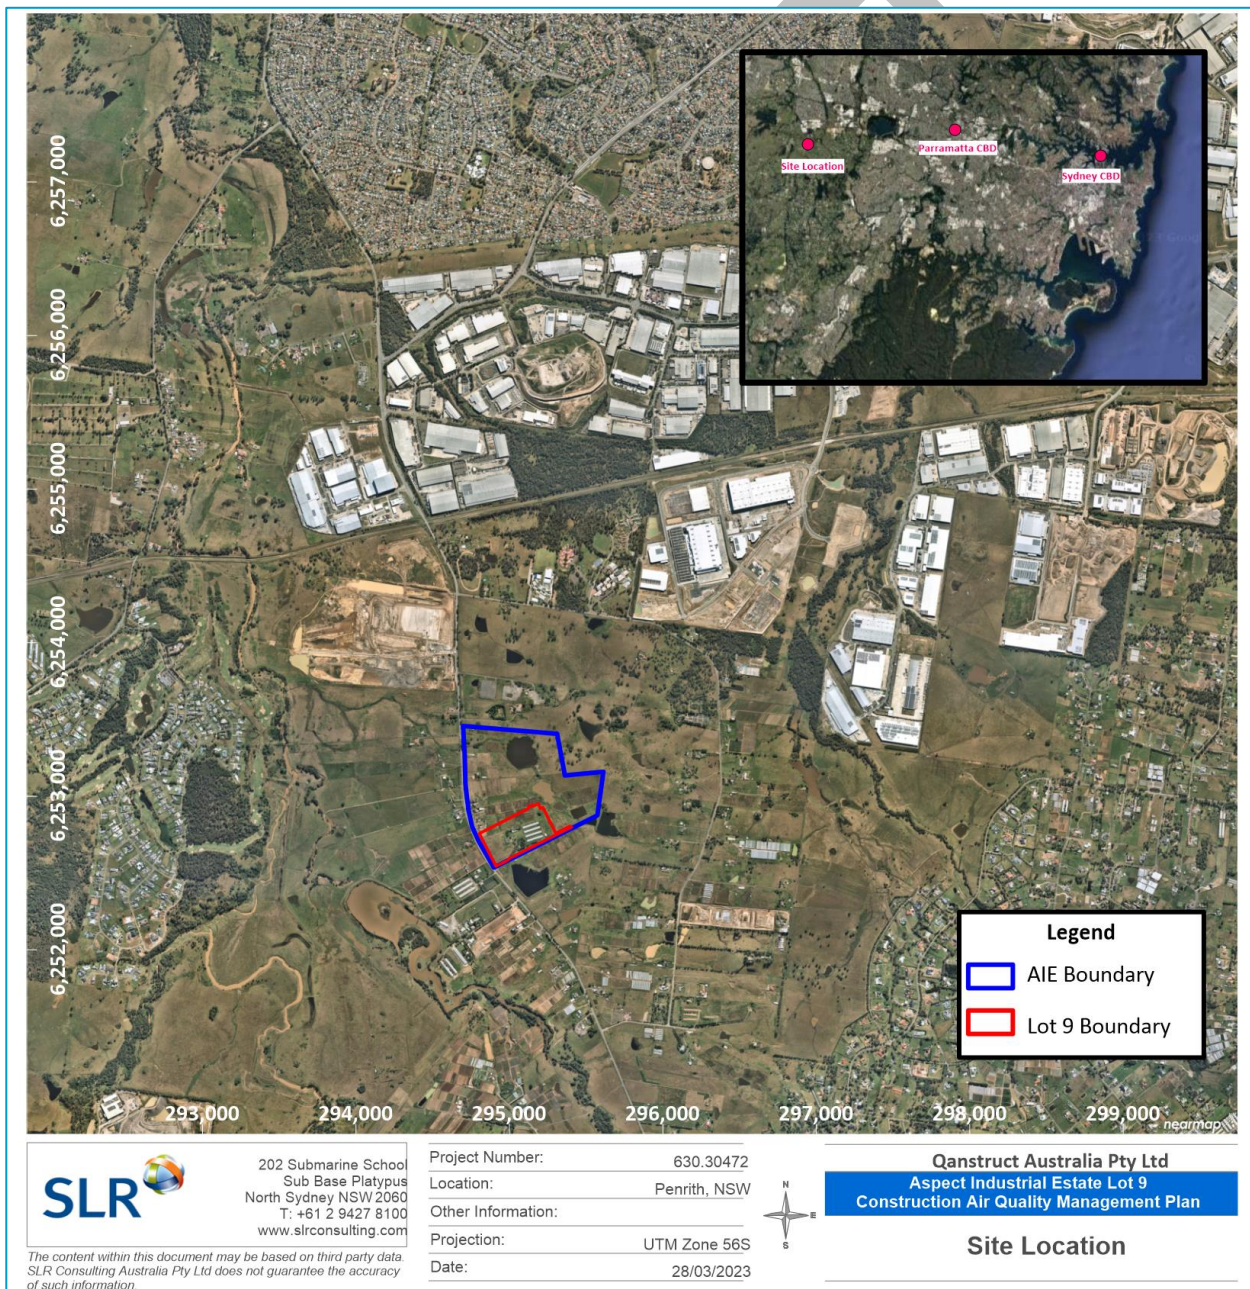 Site Location
Parramatta CBD
Sydney CBD
6,257,000
6,256,000
6,255,000
6,254,000
6,253,000
6,252,000
Legend
AIE Boundary
Lot 9 Boundary
293,000
294,000
295,000
296,000
297,000
298,000
299,000
nearmap
SLR
202 Submarine School
Sub Base Platypus
North Sydney NSW 2060
T: +61 2 9427 8100
www.slrconsulting.com
The content within this document may be based on third party data.
SLR Consulting Australia Pty Ltd does not guarantee the accuracy
of such information.
Project Number: 630.30472
Location: Penrith, NSW
Other Information:
Projection: UTM Zone 56S
Date: 28/03/2023
N
E
S
Qanstruct Australia Pty Ltd
Aspect Industrial Estate Lot 9
Construction Air Quality Management Plan
Site Location